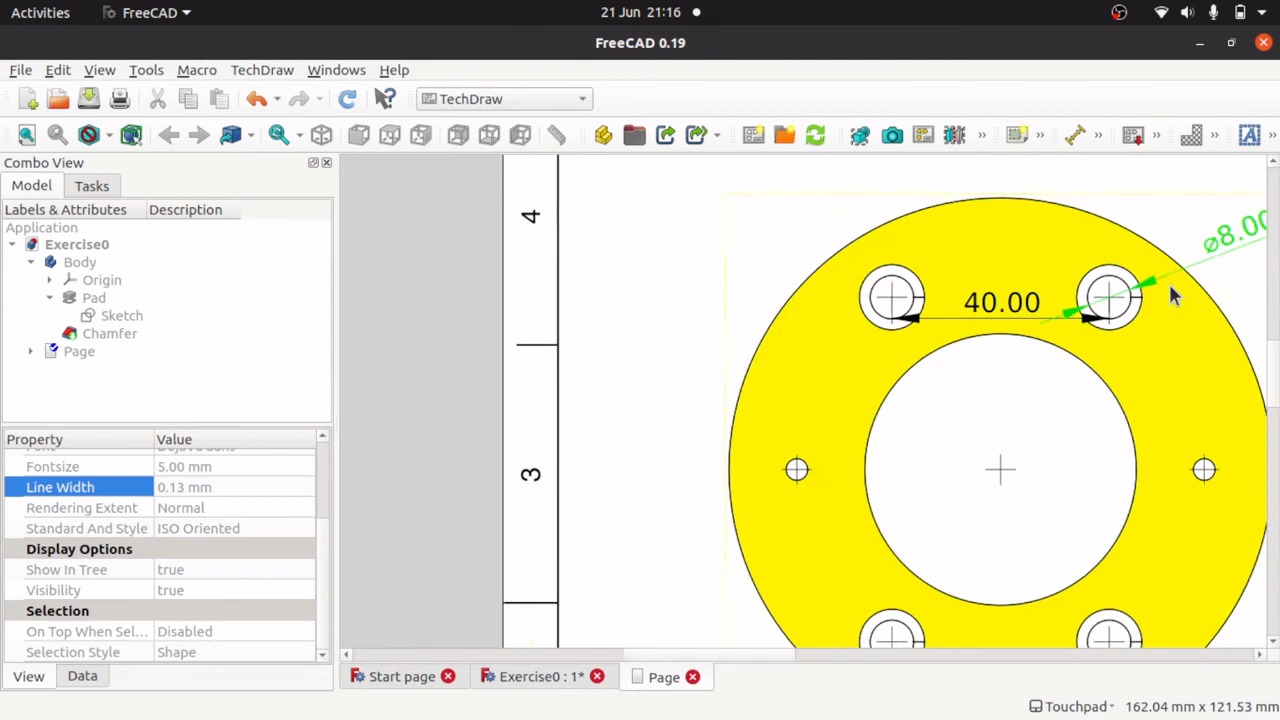 Activities FreeCAD 21 Jun 21:16
FreeCAD 0.19
File Edit View Tools Macro TechDraw Windows Help
TechDraw
Combo View
Model Tasks
Labels & Attributes Description
Application
Exercise0
Body
Origin
Pad
Sketch
Chamfer
Page
Property Value
Fontsize 5.00 mm
Line Width 0.13 mm
Rendering Extent Normal
Standard And Style ISO Oriented
Display Options
Show In Tree true
Visibility true
Selection
On Top When Sel... Disabled
Selection Style Shape
View Data
4
3
⌀8.00
40.00
Start page Exercise0 : 1* Page
Touchpad 162.04 mm x 121.53 mm